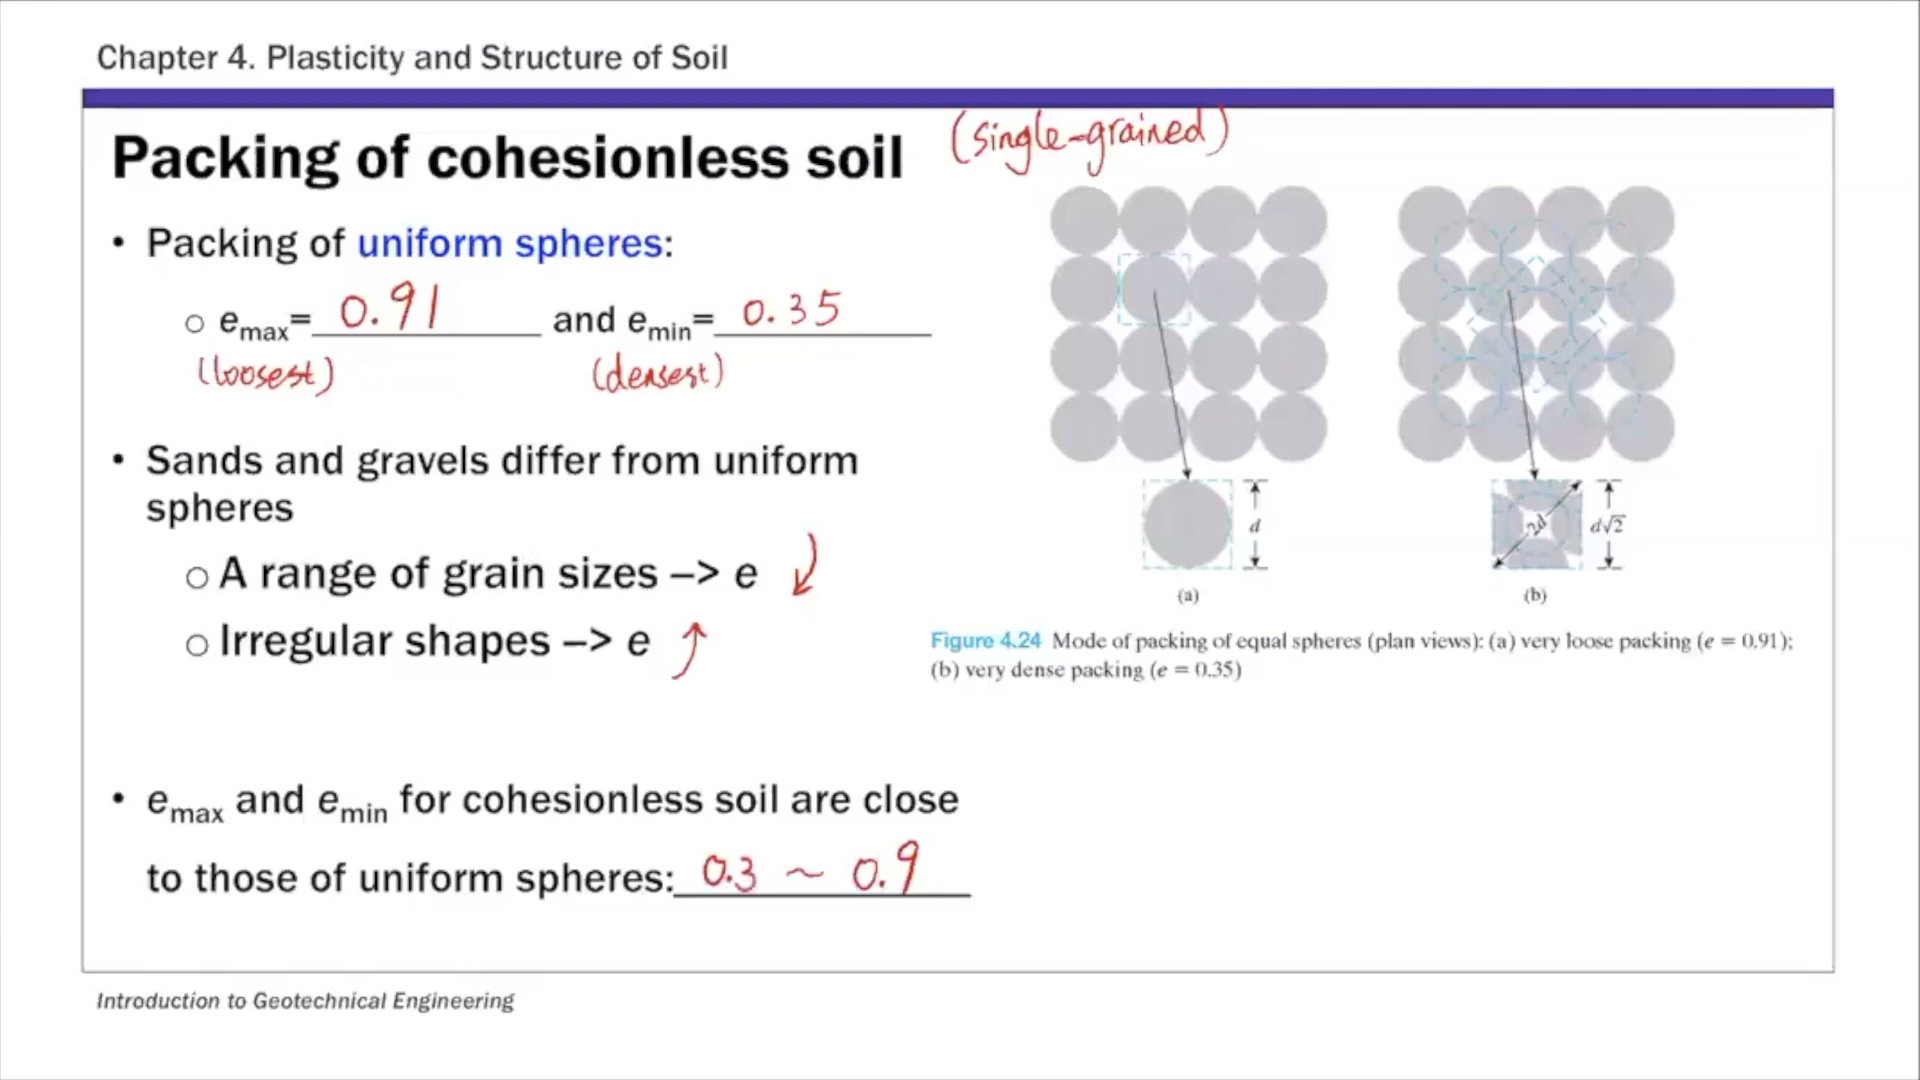 Chapter 4. Plasticity and Structure of Soil
Packing of cohesionless soil (single-grained)
• Packing of uniform spheres:
○ emax= 0.91 and emin= 0.35
(loosest) (densest)
• Sands and gravels differ from uniform
spheres
○ A range of grain sizes –> e ↓
○ Irregular shapes –> e ↑
• emax and emin for cohesionless soil are close
to those of uniform spheres: 0.3 ~ 0.9
d
2d
d√2
(a)
(b)
Figure 4.24 Mode of packing of equal spheres (plan views): (a) very loose packing (e = 0.91);
(b) very dense packing (e = 0.35)
Introduction to Geotechnical Engineering